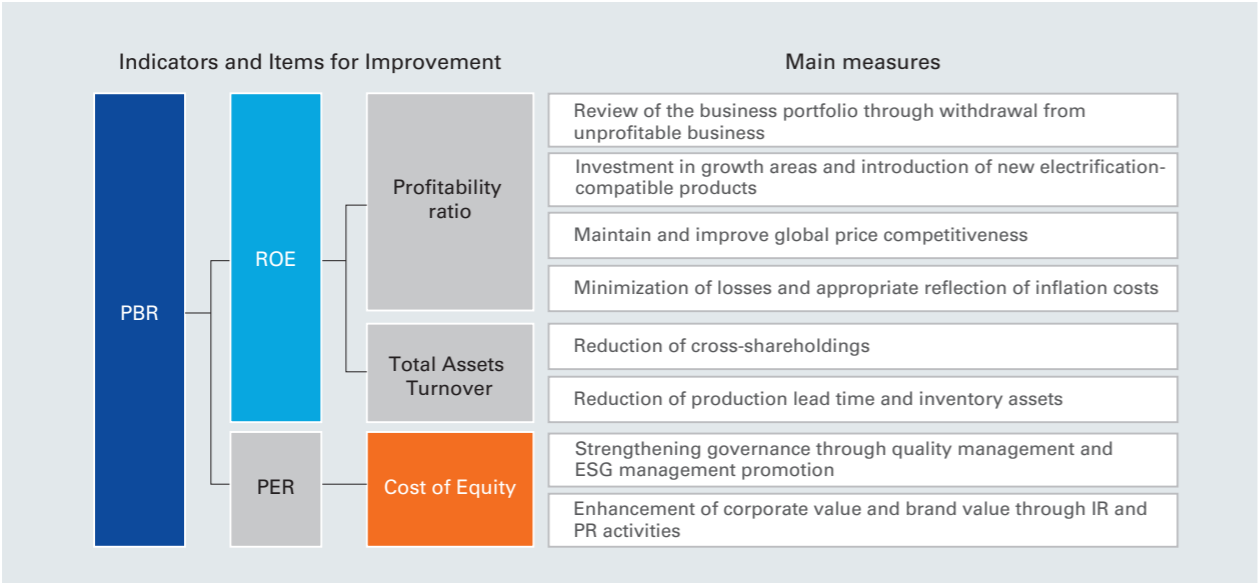 Indicators and Items for Improvement
Main measures
PBR
ROE
Profitability
ratio
Review of the business portfolio through withdrawal from
unprofitable business
Investment in growth areas and introduction of new electrification-
compatible products
Maintain and improve global price competitiveness
Minimization of losses and appropriate reflection of inflation costs
Total Assets
Turnover
Reduction of cross-shareholdings
Reduction of production lead time and inventory assets
PER
Cost of Equity
Strengthening governance through quality management and
ESG management promotion
Enhancement of corporate value and brand value through IR and
PR activities